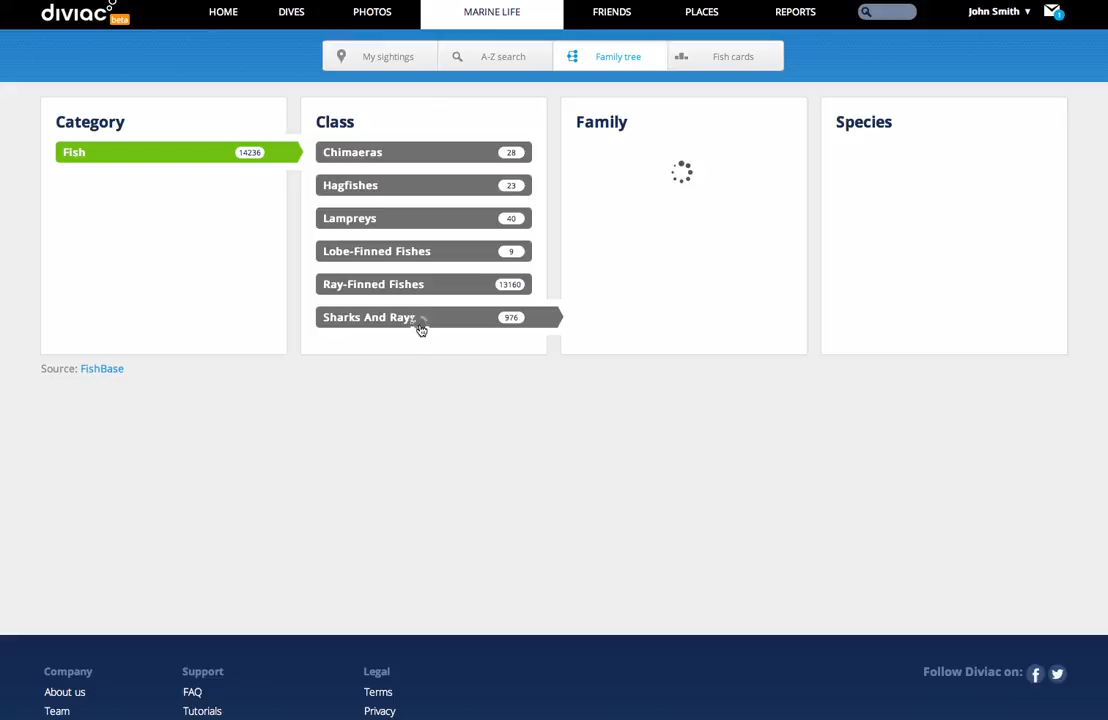 diviac beta HOME DIVES PHOTOS MARINE LIFE FRIENDS PLACES REPORTS John Smith ▼ 1
My sightings A-Z search Family tree Fish cards
Category Class Family Species
Fish 14236 Chimaeras 28
Hagfishes 23
Lampreys 40
Lobe-Finned Fishes 9
Ray-Finned Fishes 13160
Sharks And Rays 976
Source: FishBase
Company Support Legal Follow Diviac on:
About us FAQ Terms
Team Tutorials Privacy